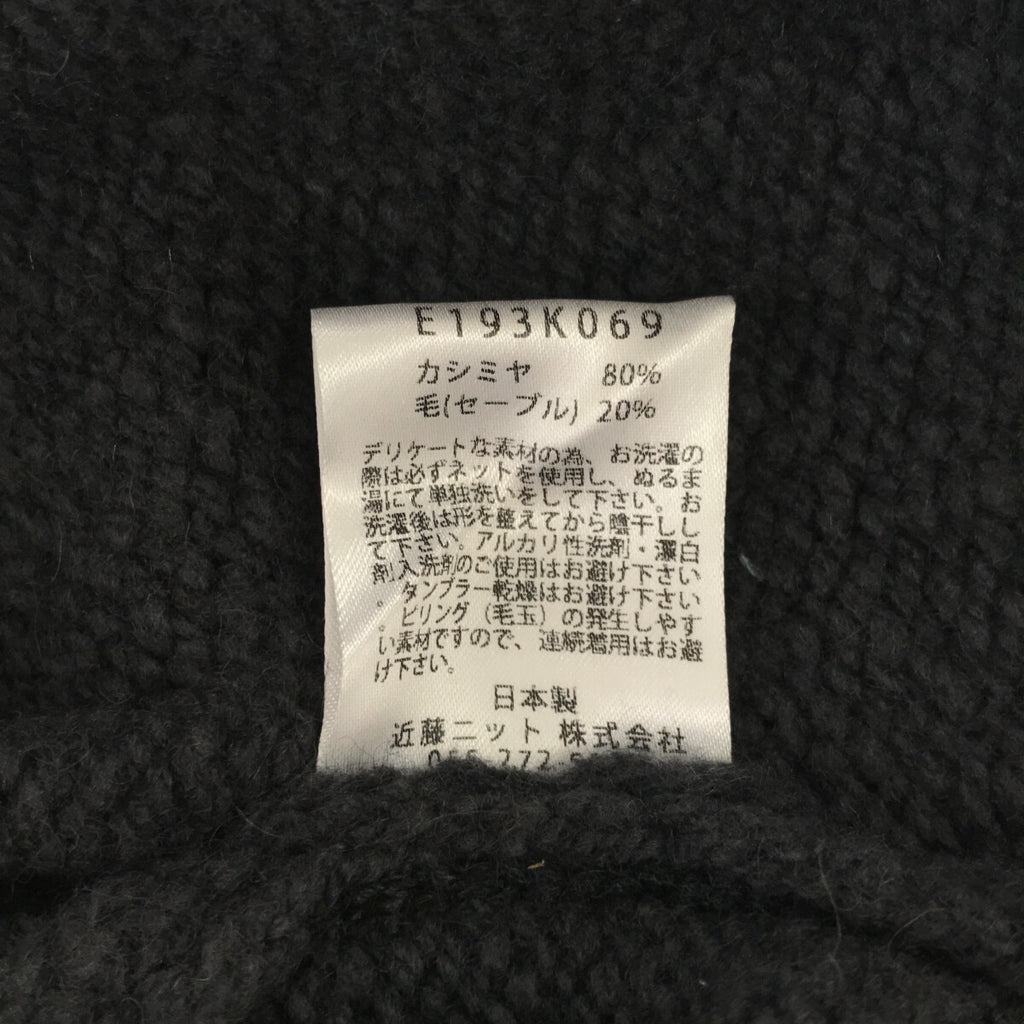 E193K069
カシミヤ 80%
毛(セーブル) 20%
デリケートな素材の為、お洗濯の
際は必ずネットを使用し、ぬるま
湯にて単独洗いをして下さい。お
洗濯後は形を整えてから陰干しし
て下さい。アルカリ性洗剤・漂白
剤入洗剤のご使用はお避け下さい
。タンブラー乾燥はお避け下さい
。ピリング（毛玉）の発生しやす
い素材ですので、連続着用はお避
け下さい。
日本製
近藤ニット 株式会社